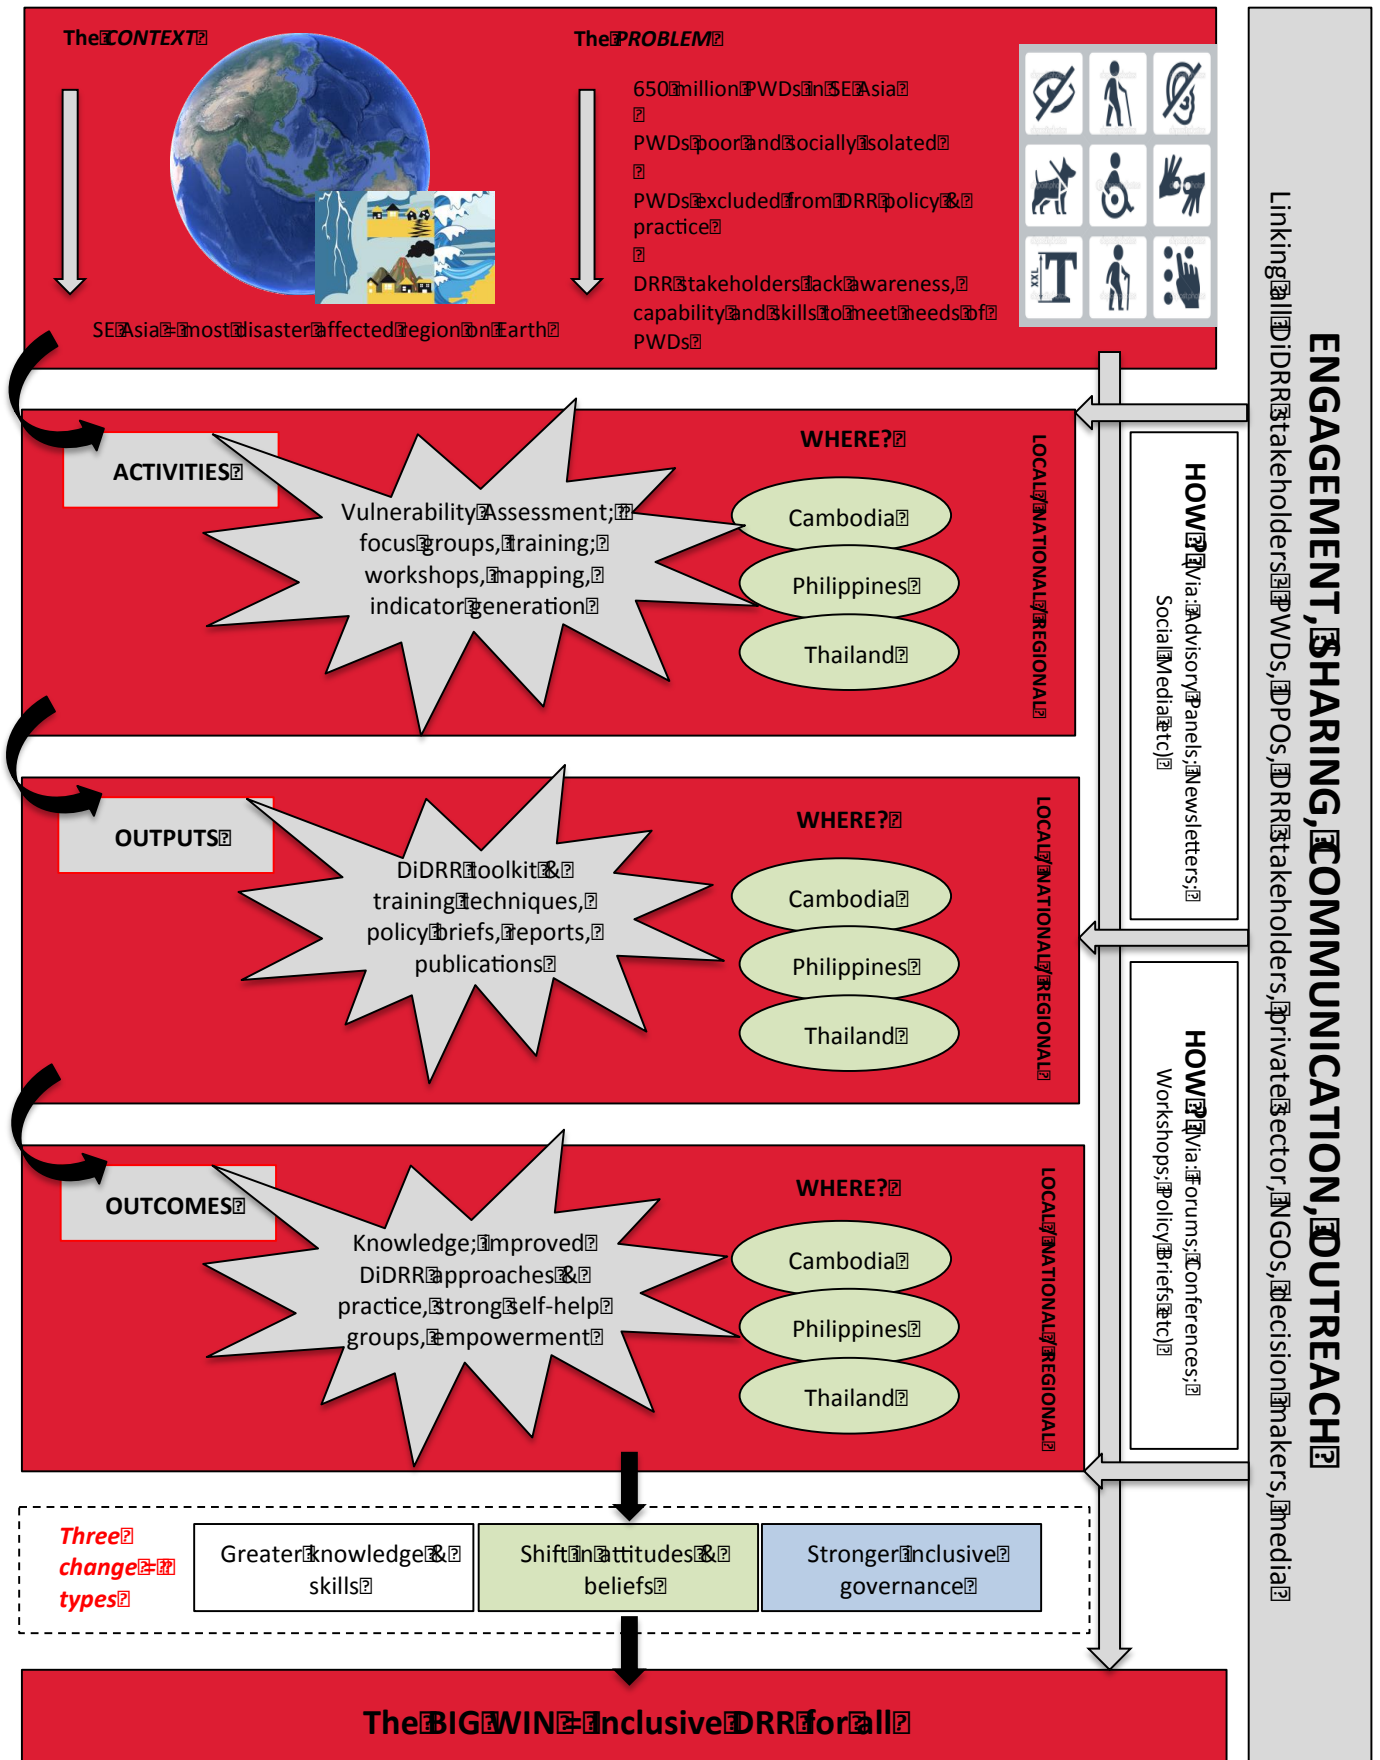 The CONTEXT
SE Asia = most disaster affected region on Earth
The PROBLEM
650 million PWDs in SE Asia
PWDs poor and socially isolated
PWDs excluded from DRR policy &
practice
DRR stakeholders lack awareness,
capability and skills to meet needs of
PWDs
XXL
T
ACTIVITIES
Vulnerability Assessment;
focus groups, training;
workshops, mapping,
indicator generation
WHERE?
Cambodia
Philippines
Thailand
LOCAL / NATIONAL / REGIONAL
OUTPUTS
DiDRR toolkit &
training techniques,
policy briefs, reports,
publications
WHERE?
Cambodia
Philippines
Thailand
LOCAL / NATIONAL / REGIONAL
OUTCOMES
Knowledge; improved
DiDRR approaches &
practice, strong self-help
groups, empowerment
WHERE?
Cambodia
Philippines
Thailand
LOCAL / NATIONAL / REGIONAL
HOW? (Via: Advisory Panels; Newsletters;
Social Media etc)
HOW? (Via: Forums; Conferences;
Workshops; Policy Briefs etc)
ENGAGEMENT, SHARING, COMMUNICATION, OUTREACH
Linking all DiDRR stakeholders PWDs, DPOs, DRR stakeholders, private sector, NGOs, decision makers, media
Three
change =
types
Greater knowledge &
skills
Shift in attitudes &
beliefs
Stronger inclusive
governance
The BIG WIN = Inclusive DRR for all